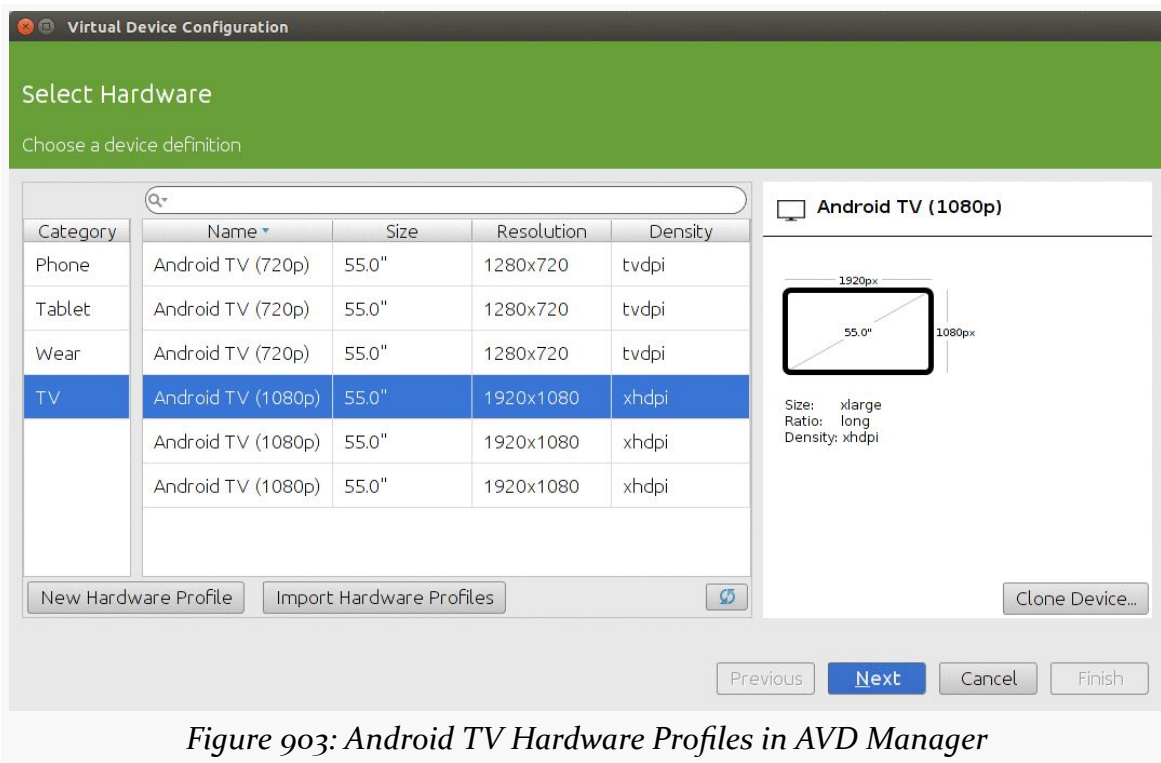 Virtual Device Configuration
Select Hardware
Choose a device definition
Category Name Size Resolution Density
Phone Android TV (720p) 55.0" 1280x720 tvdpi
Tablet Android TV (720p) 55.0" 1280x720 tvdpi
Wear Android TV (720p) 55.0" 1280x720 tvdpi
TV Android TV (1080p) 55.0" 1920x1080 xhdpi
Android TV (1080p) 55.0" 1920x1080 xhdpi
Android TV (1080p) 55.0" 1920x1080 xhdpi
New Hardware Profile Import Hardware Profiles
Android TV (1080p)
1920px
55.0"
1080px
Size: xlarge
Ratio: long
Density: xhdpi
Clone Device...
Previous Next Cancel Finish
Figure 903: Android TV Hardware Profiles in AVD Manager